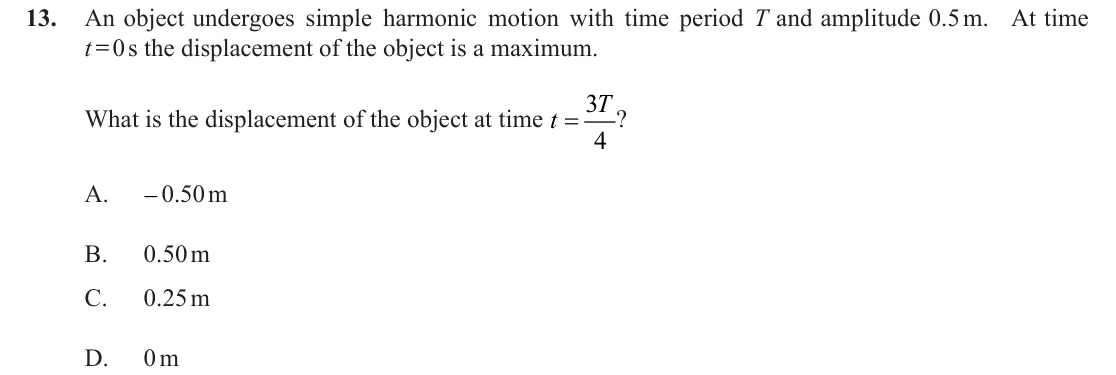 13. An object undergoes simple harmonic motion with time period T and amplitude 0.5 m. At time
t = 0 s the displacement of the object is a maximum.
What is the displacement of the object at time t = 3T/4?
A. – 0.50 m
B. 0.50 m
C. 0.25 m
D. 0 m